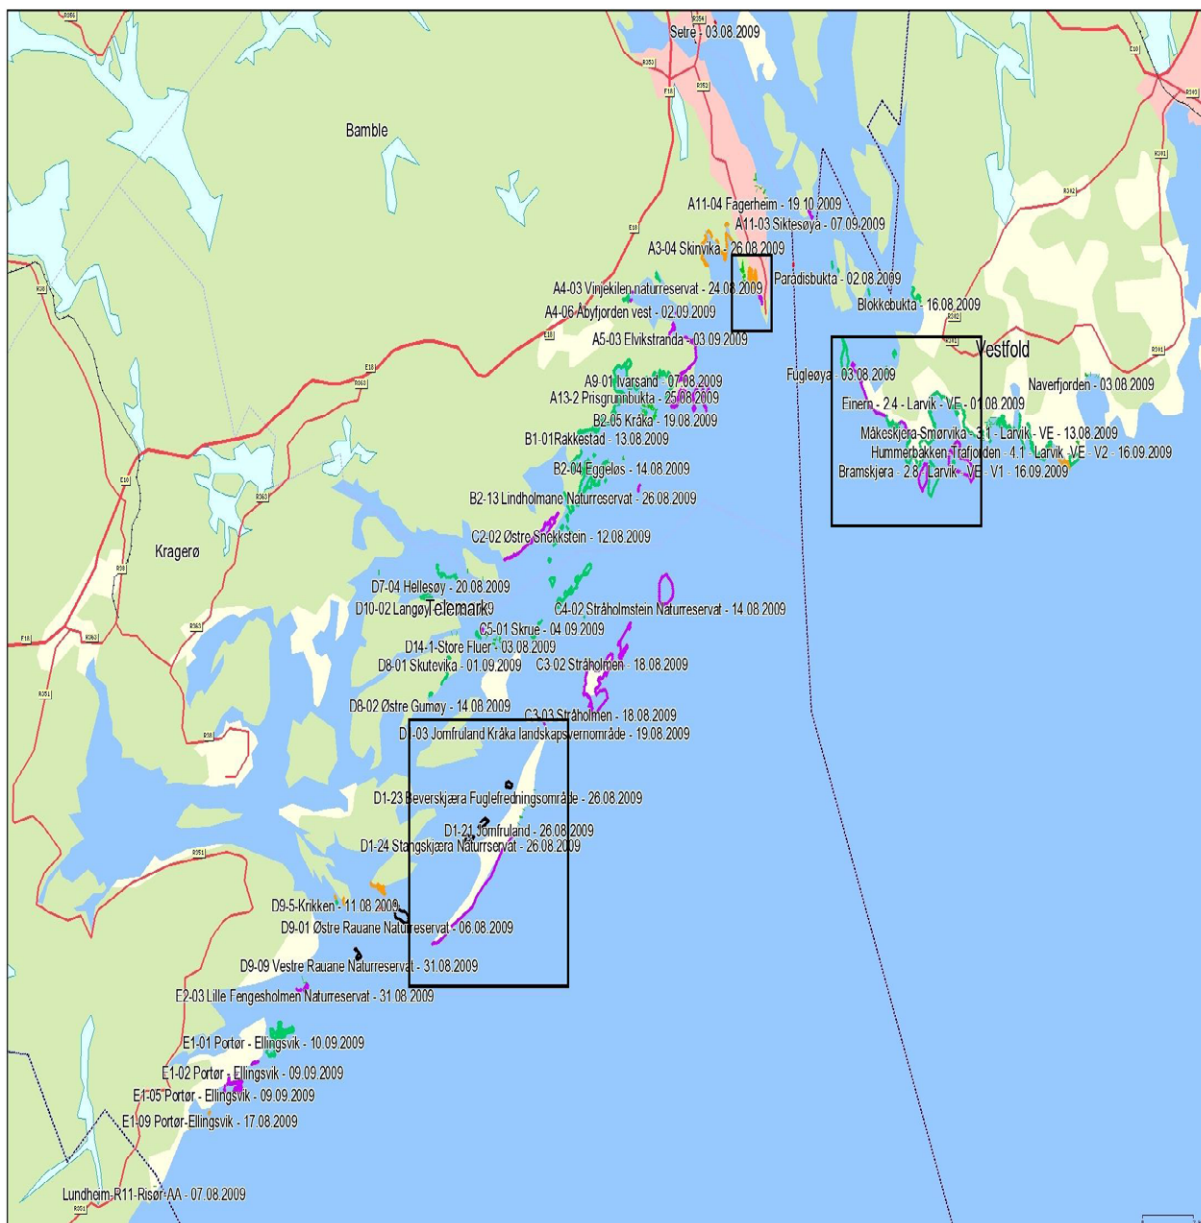 Setre - 03.08.2009
Bamble
A11-04 Fagerheim - 19.10.2009
A11-03 Siktesøya - 07.09.2009
A3-04 Skinvika - 26.08.2009
Paradisbukta - 02.08.2009
A4-03 Vinjekilen naturreservat - 24.08.2009
Blokkebukta - 16.08.2009
A4-06 Åbyfjorden vest - 02.09.2009
A5-03 Elvikstranda - 03.09.2009
Vestfold
Fugleøya - 03.08.2009
A9-01 Ivarsand - 07.08.2009
Naverfjorden - 03.08.2009
A13-2 Prisgrunnbukta - 25.08.2009
Einern - 2.4 - Larvik - VE - 01.08.2009
B2-05 Kråka - 19.08.2009
Måkeskjera-Smørvika - 3.1 - Larvik - VE - 13.08.2009
B1-01 Rakkestad - 13.08.2009
Hummerbakken, Trafjorden - 4.1 - Larvik - VE - V2 - 16.09.2009
B2-04 Eggeløs - 14.08.2009
Bramskjera - 2.8 - Larvik - VE - V1 - 16.09.2009
B2-13 Lindholmane Naturreservat - 26.08.2009
C2-02 Østre Snekkstein - 12.08.2009
Kragerø
D7-04 Hellesøy - 20.08.2009
D10-02 Langøy
Telemark
C4-02 Stråholmstein Naturreservat - 14.08.2009
C5-01 Skrue - 04.09.2009
D14-1-Store Fluer - 03.08.2009
D8-01 Skutevika - 01.09.2009
C3-02 Stråholmen - 18.08.2009
D8-02 Østre Gumøy - 14.08.2009
C3-03 Stråholmen - 18.08.2009
D1-03 Jomfruland Kråka landskapsvernområde - 19.08.2009
D1-23 Beverskjæra Fuglefredningsområde - 26.08.2009
D1-21 Jomfruland - 26.08.2009
D1-24 Stangskjæra Naturrservat - 26.08.2009
D9-5-Krikken - 11.08.2009
D9-01 Østre Rauane Naturreservat - 06.08.2009
D9-09 Vestre Rauane Naturreservat - 31.08.2009
E2-03 Lille Fengesholmen Naturreservat - 31.08.2009
E1-01 Portør - Ellingsvik - 10.09.2009
E1-02 Portør - Ellingsvik - 09.09.2009
E1-05 Portør - Ellingsvik - 09.09.2009
E1-09 Portør-Ellingsvik - 17.08.2009
Lundheim-R11-Risør-AA - 07.08.2009